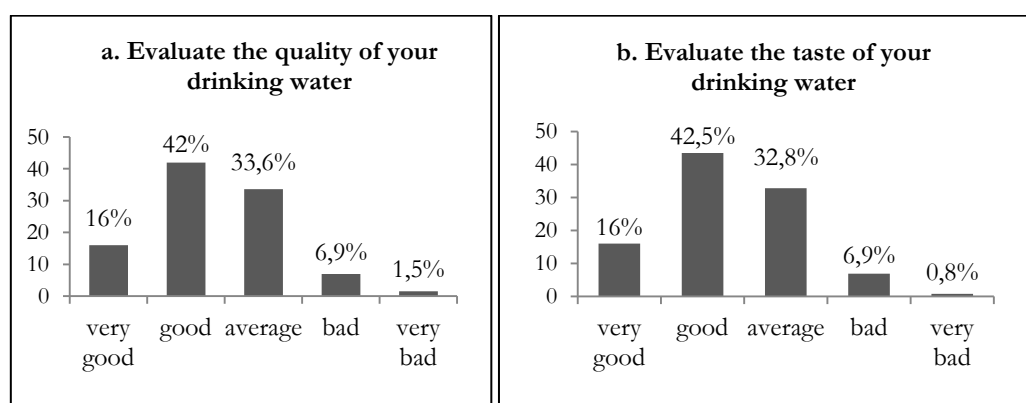 a. Evaluate the quality of your
drinking water
50
40
30
20
10
0
16%
42%
33,6%
6,9%
1,5%
very
good
good
average
bad
very
bad
b. Evaluate the taste of your
drinking water
50
40
30
20
10
0
16%
42,5%
32,8%
6,9%
0,8%
very
good
good
average
bad
very
bad